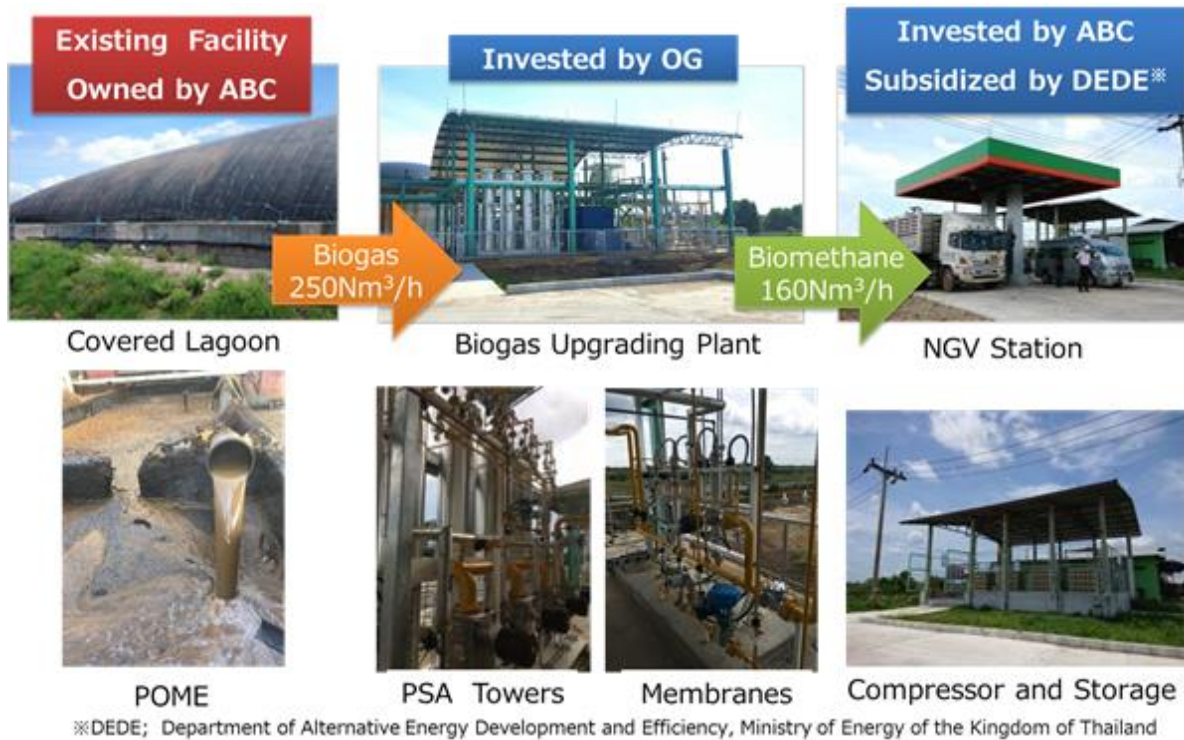 Existing Facility
Owned by ABC
Invested by OG
Invested by ABC
Subsidized by DEDE※
Biogas
250Nm³/h
Biomethane
160Nm³/h
Covered Lagoon
Biogas Upgrading Plant
NGV Station
POME
PSA Towers
Membranes
Compressor and Storage
※DEDE; Department of Alternative Energy Development and Efficiency, Ministry of Energy of the Kingdom of Thailand